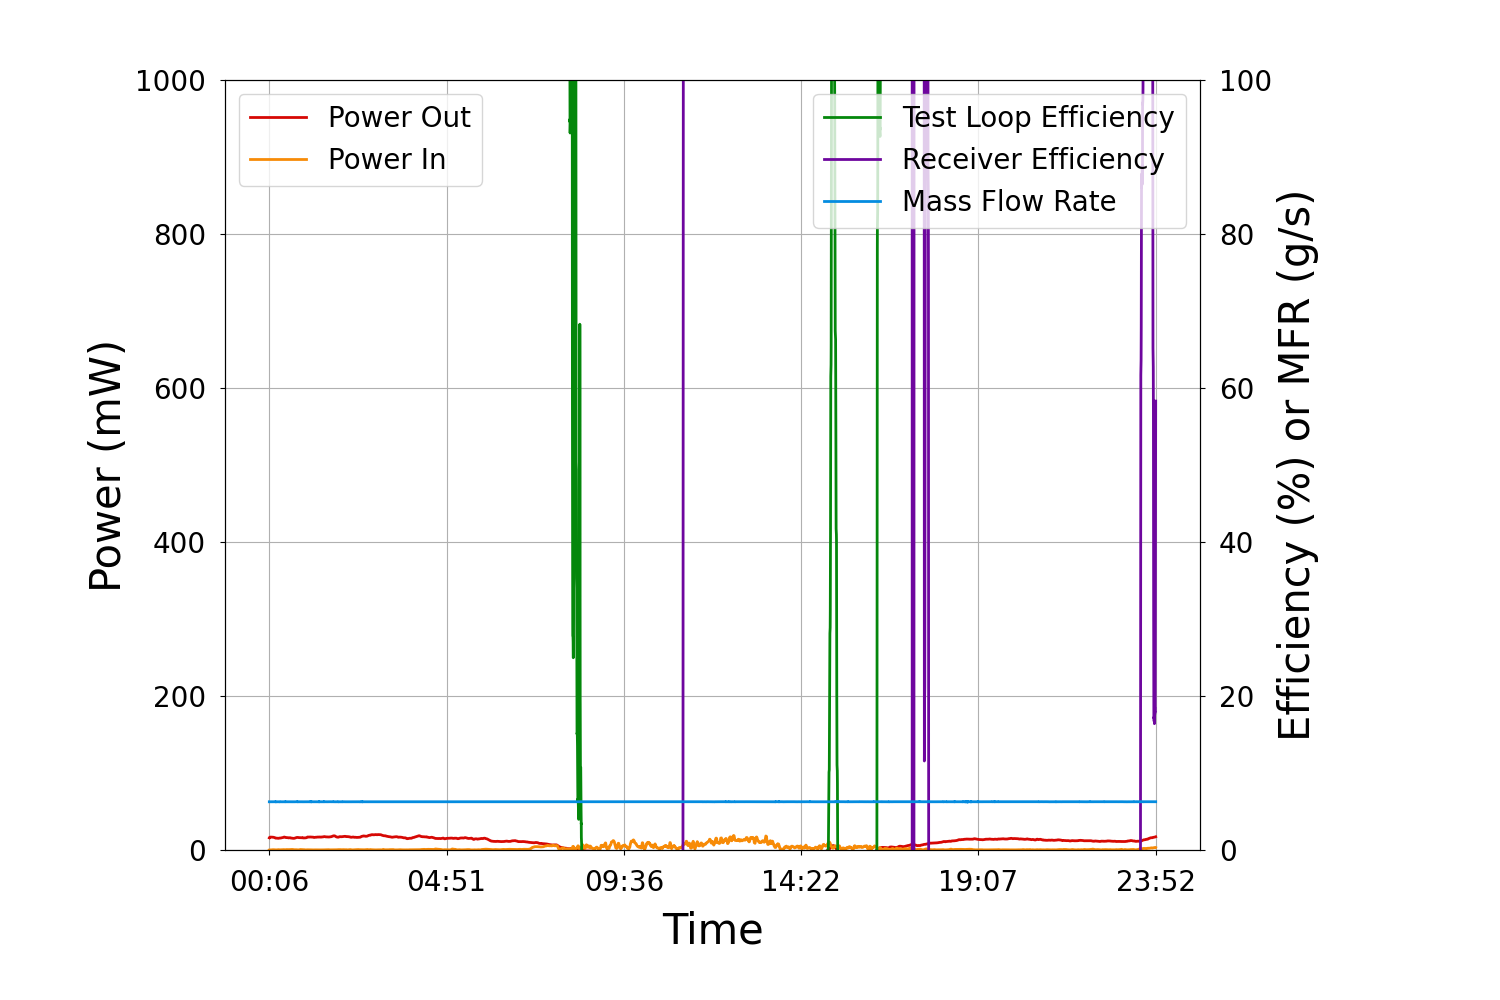 1000
800
600
400
200
0
Power (mW)
Power Out
Power In
Test Loop Efficiency
Receiver Efficiency
Mass Flow Rate
100
80
60
40
20
0
Efficiency (%) or MFR (g/s)
00:06 04:51 09:36 14:22 19:07 23:52
Time